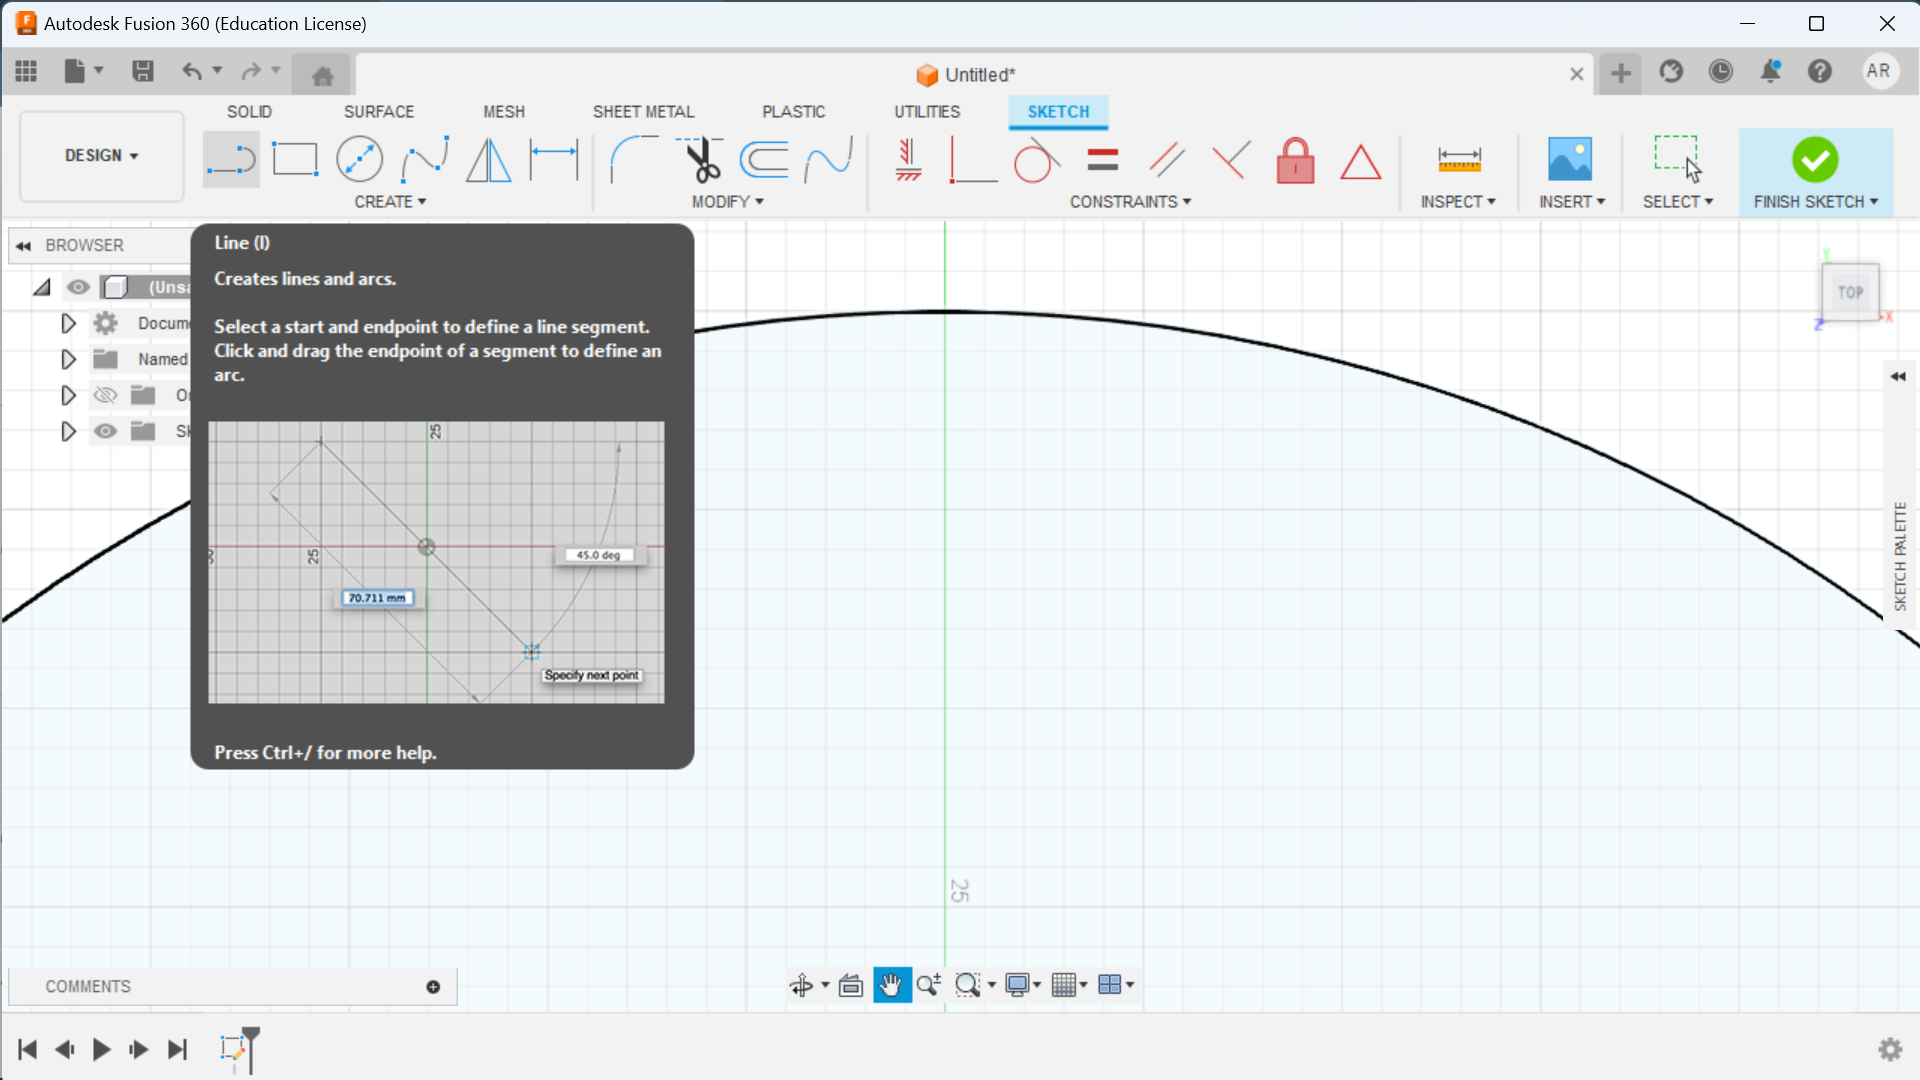 Autodesk Fusion 360 (Education License)
Untitled*
AR
SOLID
SURFACE
MESH
SHEET METAL
PLASTIC
UTILITIES
SKETCH
DESIGN
CREATE
MODIFY
CONSTRAINTS
INSPECT
INSERT
SELECT
FINISH SKETCH
BROWSER
(Unsa
Docum
Named
Line (l)
Creates lines and arcs.
Select a start and endpoint to define a line segment.
Click and drag the endpoint of a segment to define an
arc.
25
25
45.0 deg
70.711 mm
Specify next point
Press Ctrl+/ for more help.
Y
TOP
X
Z
SKETCH PALETTE
25
COMMENTS